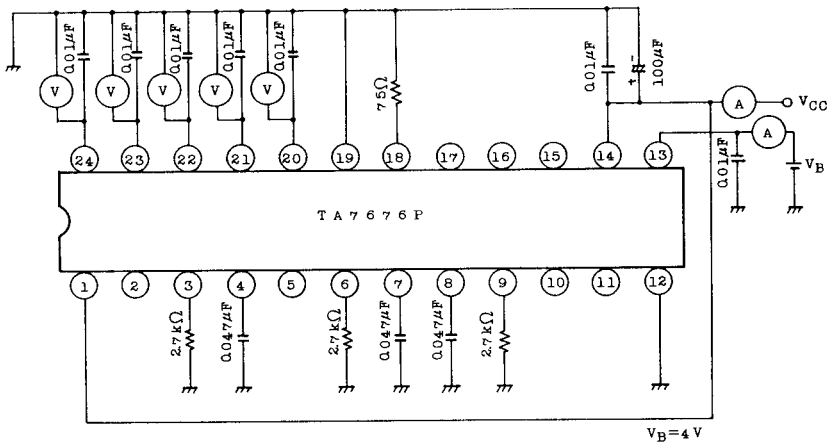 0.01μF 0.01μF 0.01μF 0.01μF 0.01μF 0.01μF 100μF
V V V V V
75Ω
+ -
A VCC
A
0.01μF
VB
24 23 22 21 20 19 18 17 16 15 14 13
TA7676P
1 2 3 4 5 6 7 8 9 10 11 12
2.7kΩ 0.047μF 2.7kΩ 0.047μF 0.047μF 2.7kΩ
VB=4V